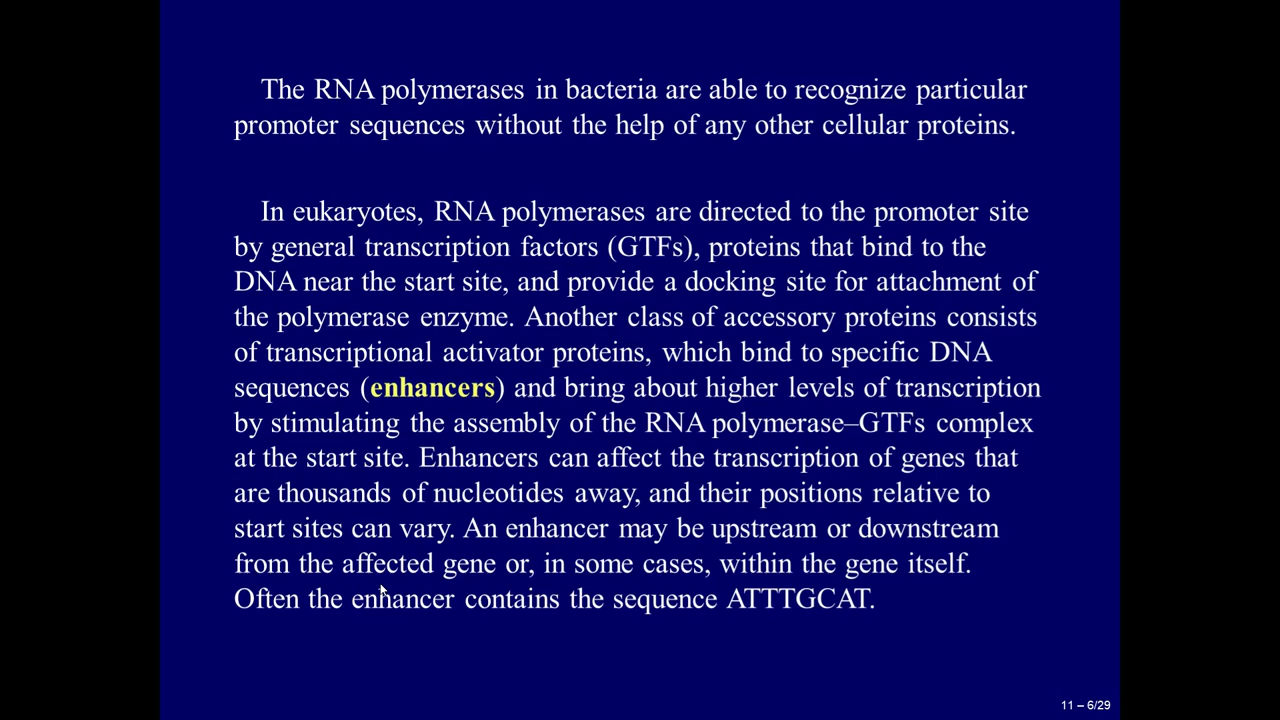 The RNA polymerases in bacteria are able to recognize particular
promoter sequences without the help of any other cellular proteins.
In eukaryotes, RNA polymerases are directed to the promoter site
by general transcription factors (GTFs), proteins that bind to the
DNA near the start site, and provide a docking site for attachment of
the polymerase enzyme. Another class of accessory proteins consists
of transcriptional activator proteins, which bind to specific DNA
sequences (enhancers) and bring about higher levels of transcription
by stimulating the assembly of the RNA polymerase–GTFs complex
at the start site. Enhancers can affect the transcription of genes that
are thousands of nucleotides away, and their positions relative to
start sites can vary. An enhancer may be upstream or downstream
from the affected gene or, in some cases, within the gene itself.
Often the enhancer contains the sequence ATTTGCAT.
11 – 6/29